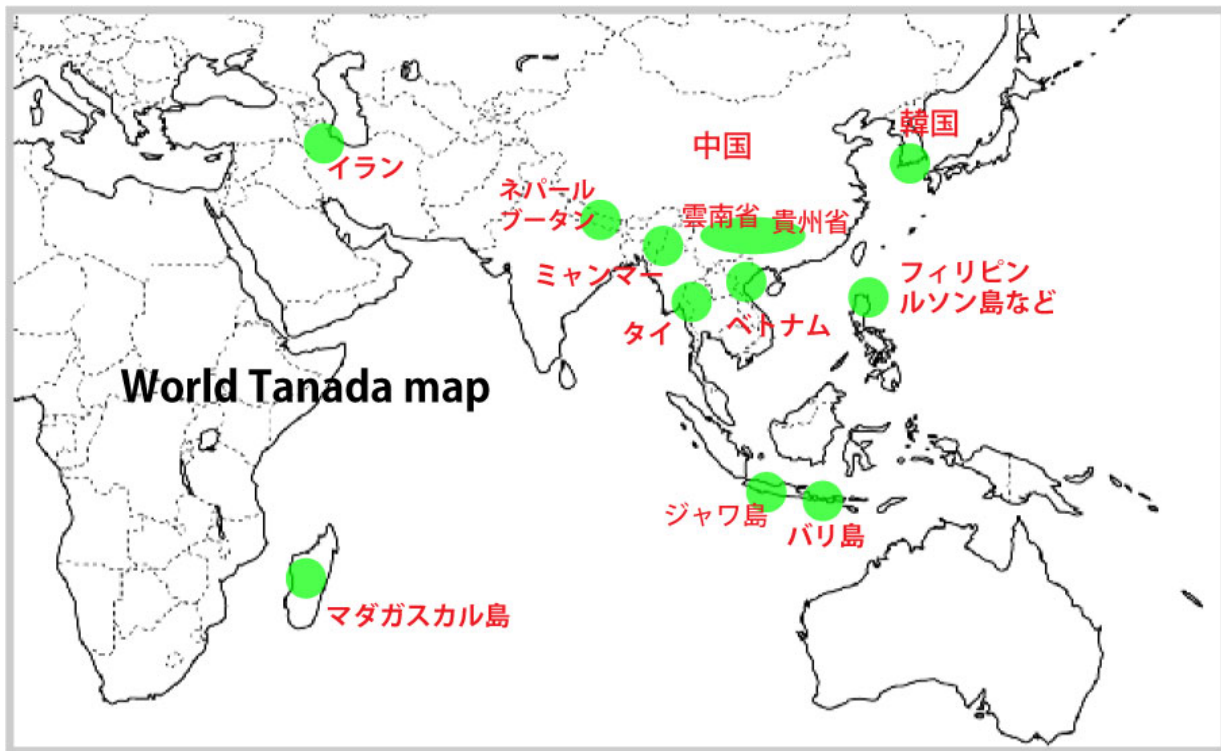 韓国
中国
イラン
ネパール
ブータン
雲南省
貴州省
ミャンマー
フィリピン
ルソン島など
タイ
ベトナム
World Tanada map
ジャワ島
バリ島
マダガスカル島